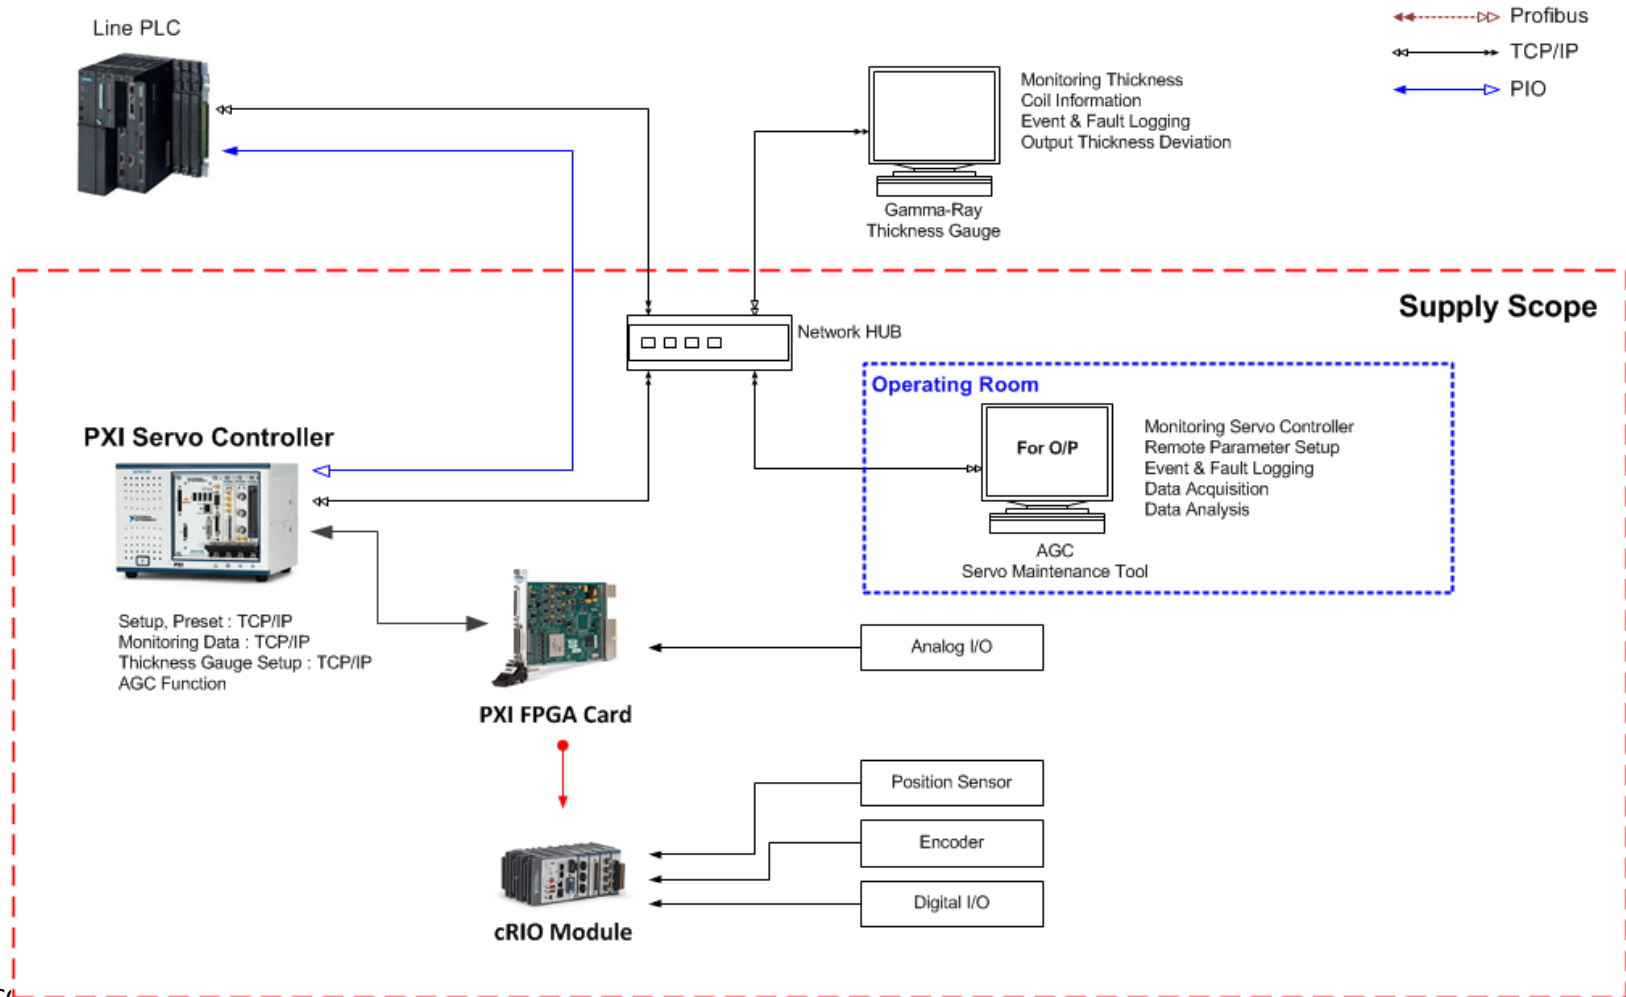 Line PLC
Profibus
TCP/IP
PIO
Monitoring Thickness
Coil Information
Event & Fault Logging
Output Thickness Deviation
Gamma-Ray
Thickness Gauge
Supply Scope
Network HUB
Operating Room
For O/P
Monitoring Servo Controller
Remote Parameter Setup
Event & Fault Logging
Data Acquisition
Data Analysis
AGC
Servo Maintenance Tool
PXI Servo Controller
PXI
Setup, Preset : TCP/IP
Monitoring Data : TCP/IP
Thickness Gauge Setup : TCP/IP
AGC Function
PXI FPGA Card
Analog I/O
Position Sensor
Encoder
Digital I/O
cRIO Module